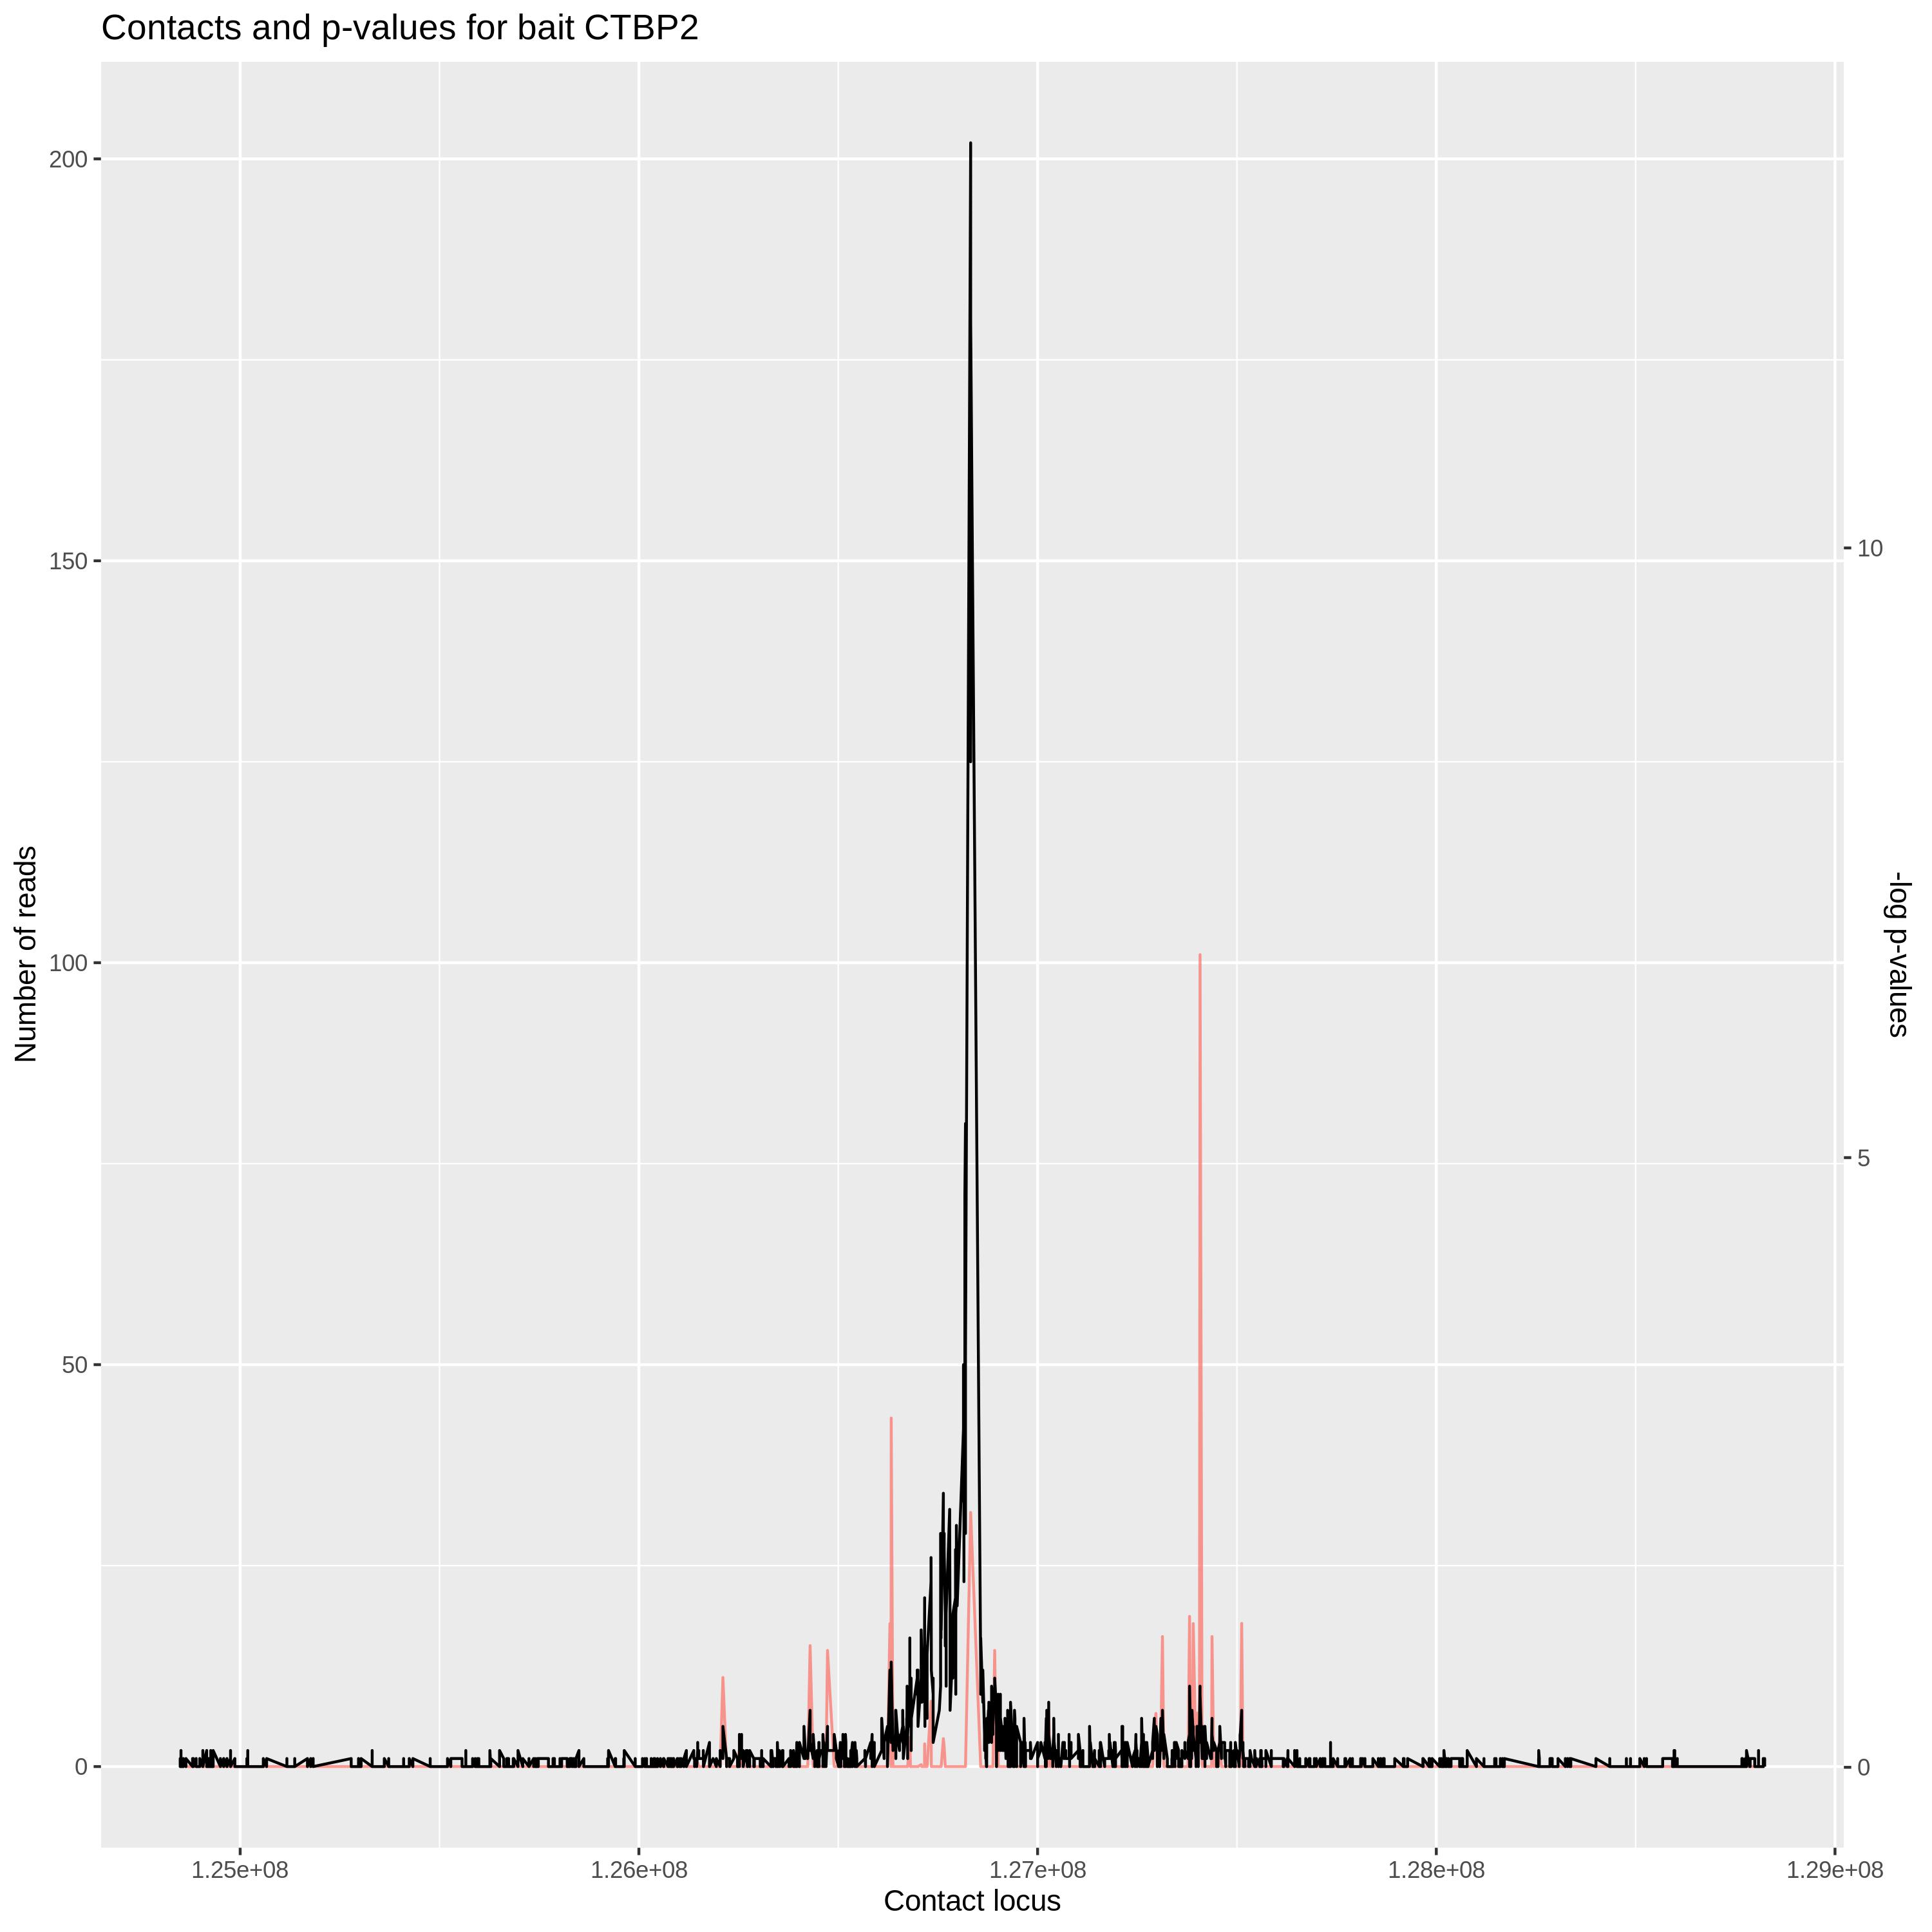 Contacts and p-values for bait CTBP2
200
150
100
50
0
Number of reads
10
5
0
-log p-values
1.25e+08
1.26e+08
1.27e+08
1.28e+08
1.29e+08
Contact locus